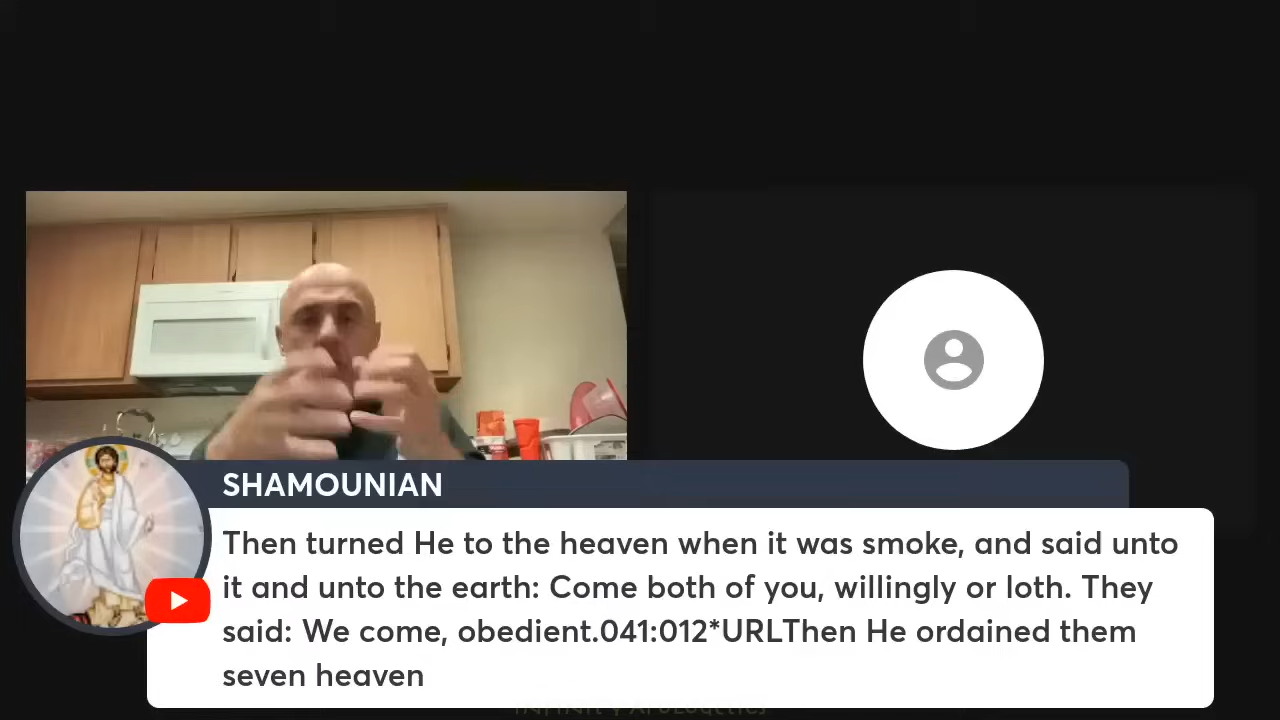 SHAMOUNIAN
Then turned He to the heaven when it was smoke, and said unto
it and unto the earth: Come both of you, willingly or loth. They
said: We come, obedient.041:012*URLThen He ordained them
seven heaven